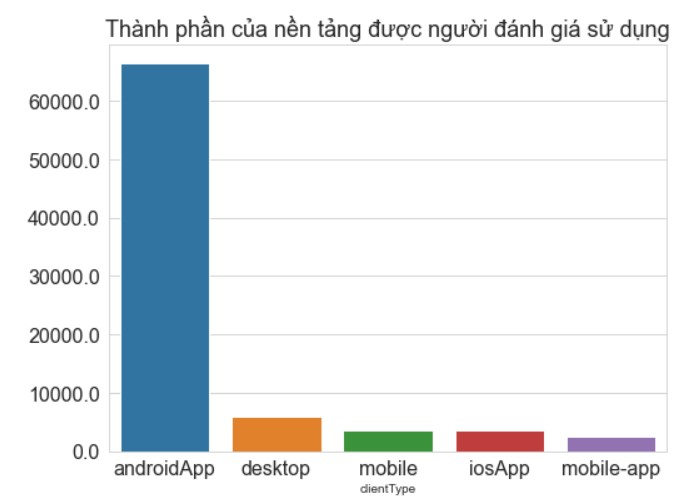 Thành phần của nền tảng được người đánh giá sử dụng
60000.0
50000.0
40000.0
30000.0
20000.0
10000.0
0.0
androidApp desktop mobile iosApp mobile-app
clientType